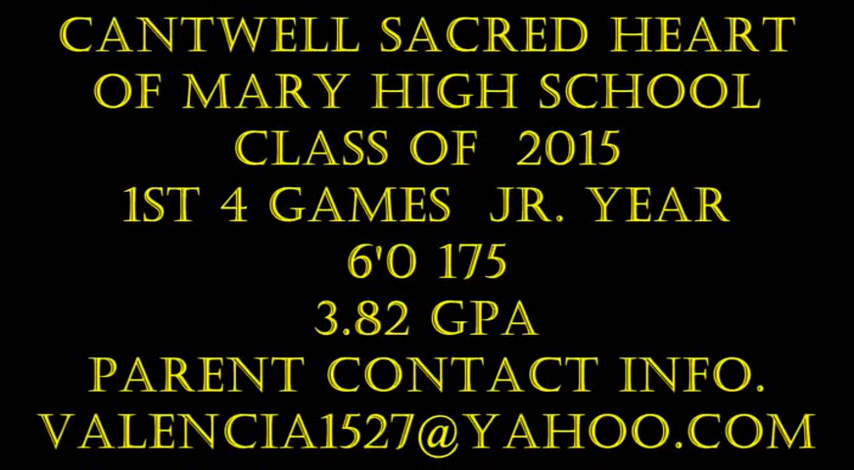 CANTWELL SACRED HEART
OF MARY HIGH SCHOOL
CLASS OF 2015
1ST 4 GAMES JR. YEAR
6'0 175
3.82 GPA
PARENT CONTACT INFO.
VALENCIA1527@YAHOO.COM